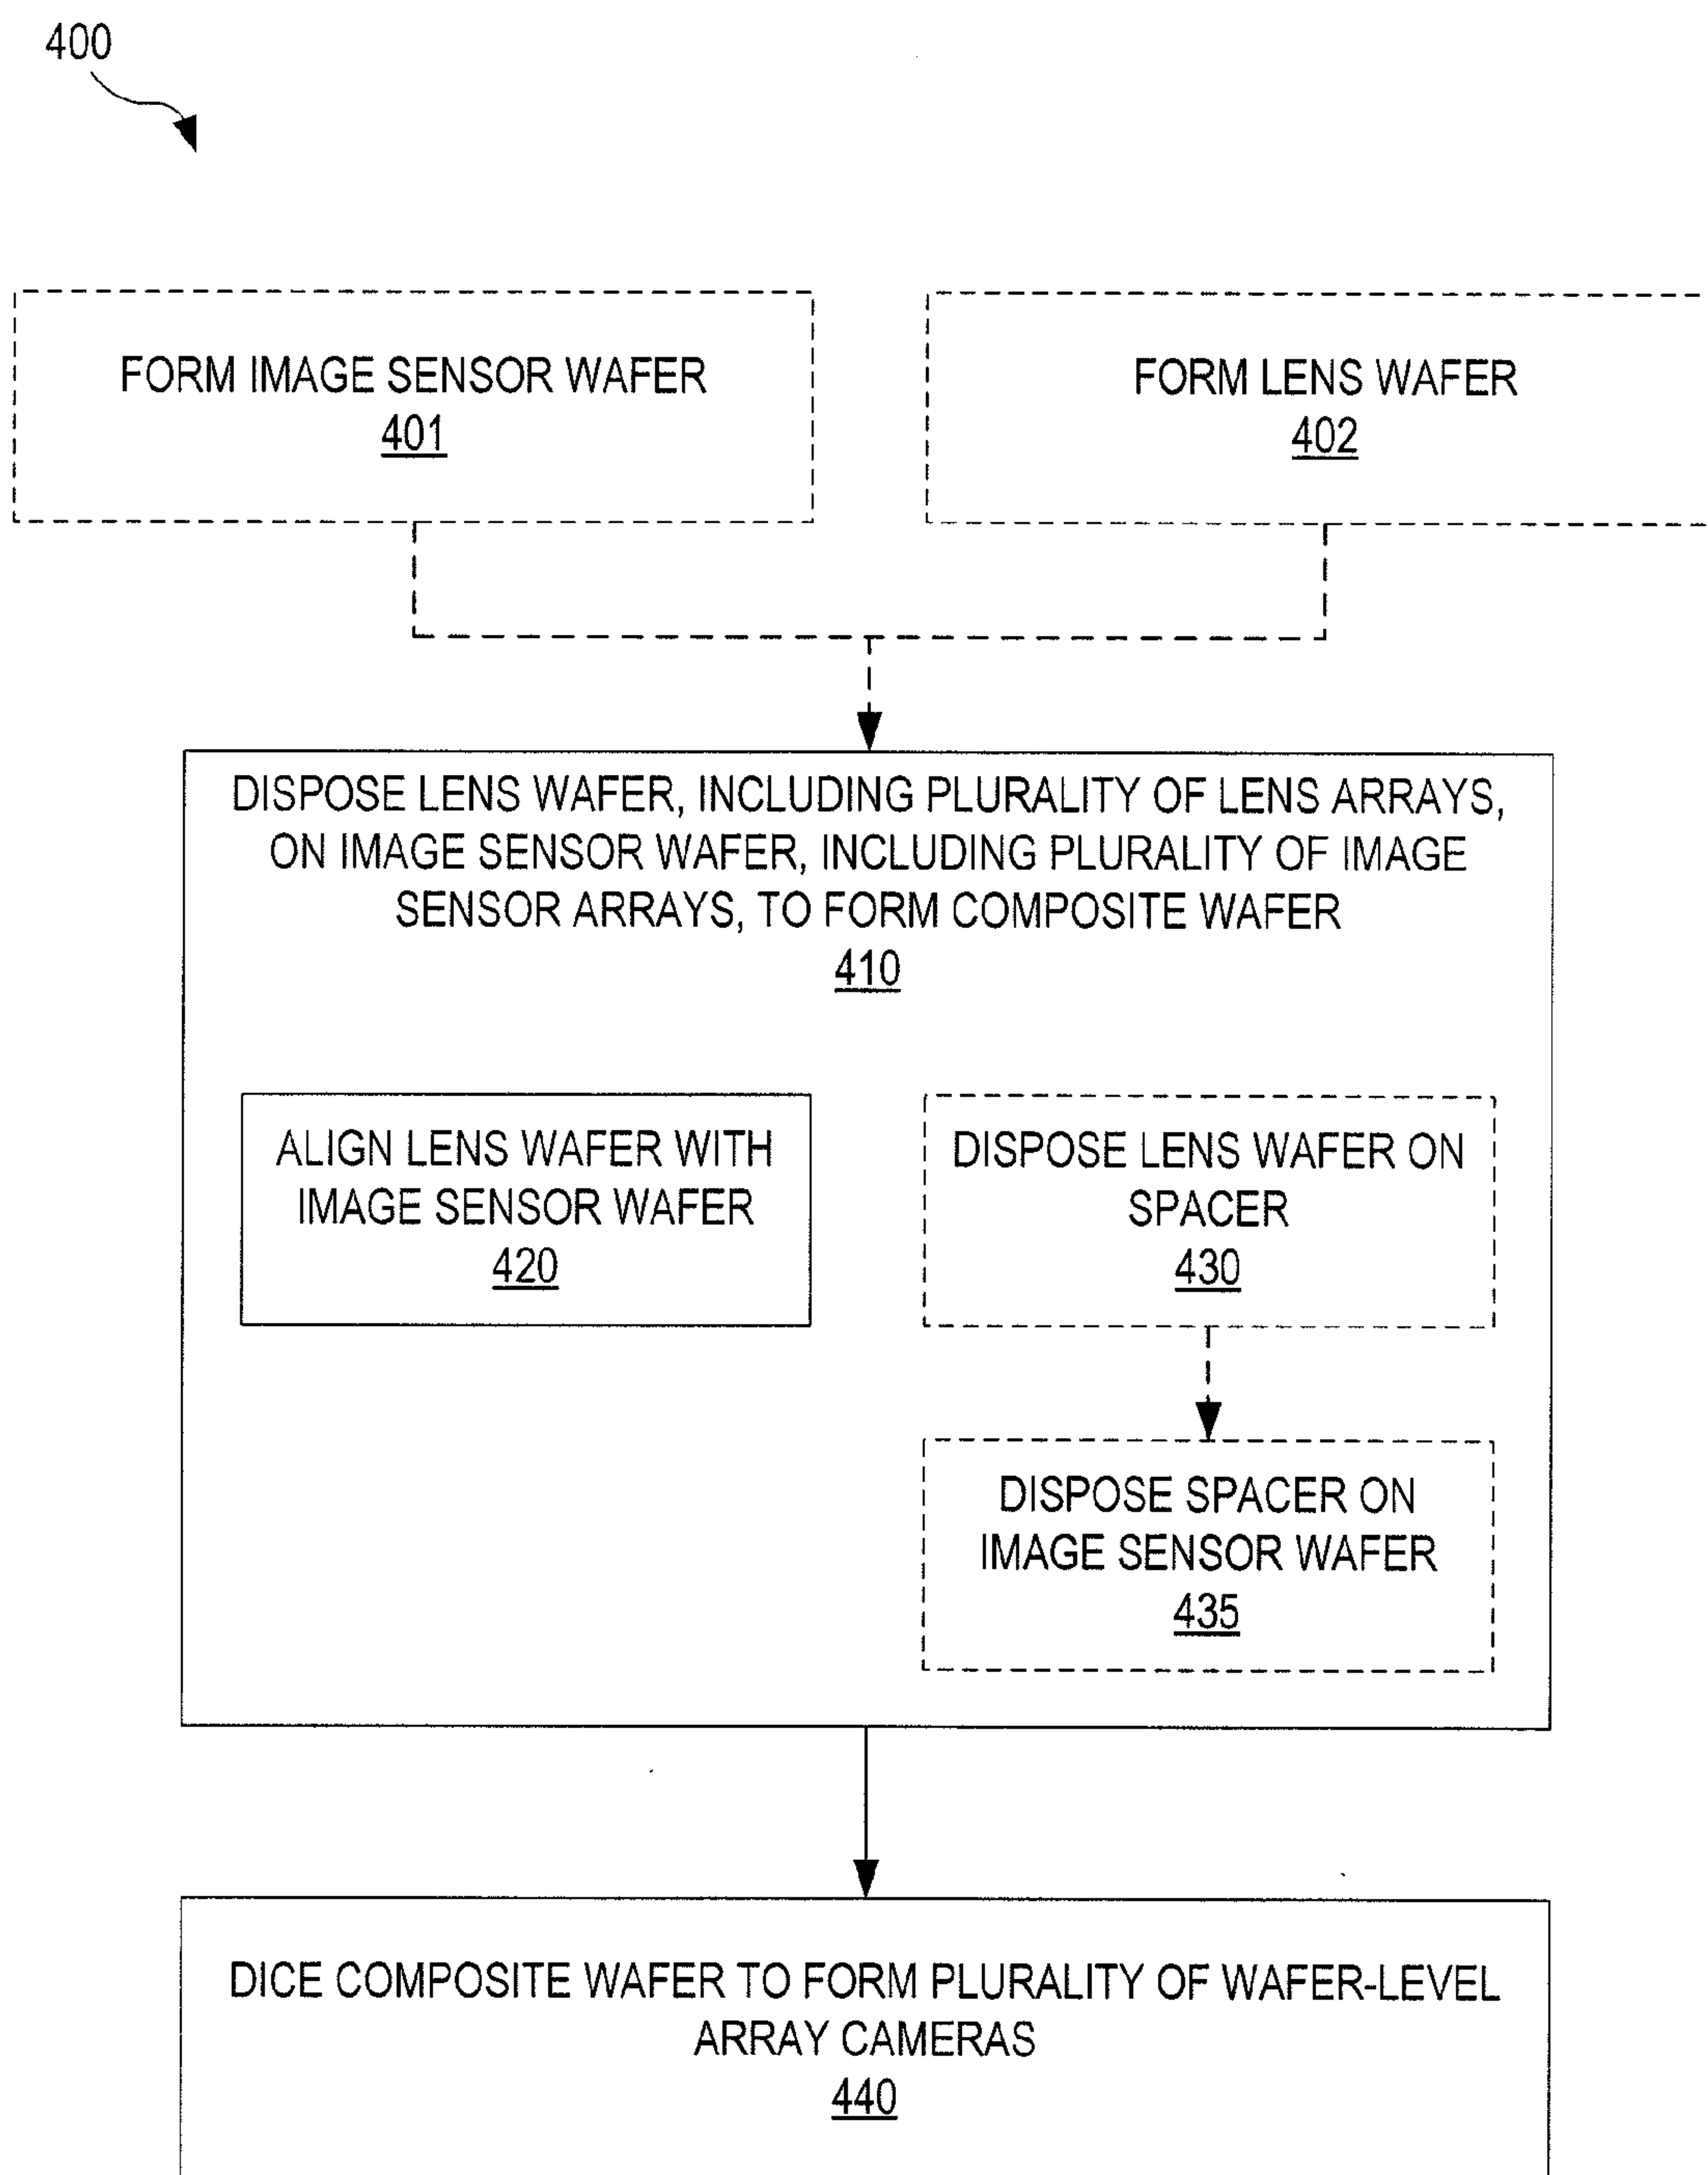 400
FORM IMAGE SENSOR WAFER
401
FORM LENS WAFER
402
DISPOSE LENS WAFER, INCLUDING PLURALITY OF LENS ARRAYS,
ON IMAGE SENSOR WAFER, INCLUDING PLURALITY OF IMAGE
SENSOR ARRAYS, TO FORM COMPOSITE WAFER
410
ALIGN LENS WAFER WITH
IMAGE SENSOR WAFER
420
DISPOSE LENS WAFER ON
SPACER
430
DISPOSE SPACER ON
IMAGE SENSOR WAFER
435
DICE COMPOSITE WAFER TO FORM PLURALITY OF WAFER-LEVEL
ARRAY CAMERAS
440